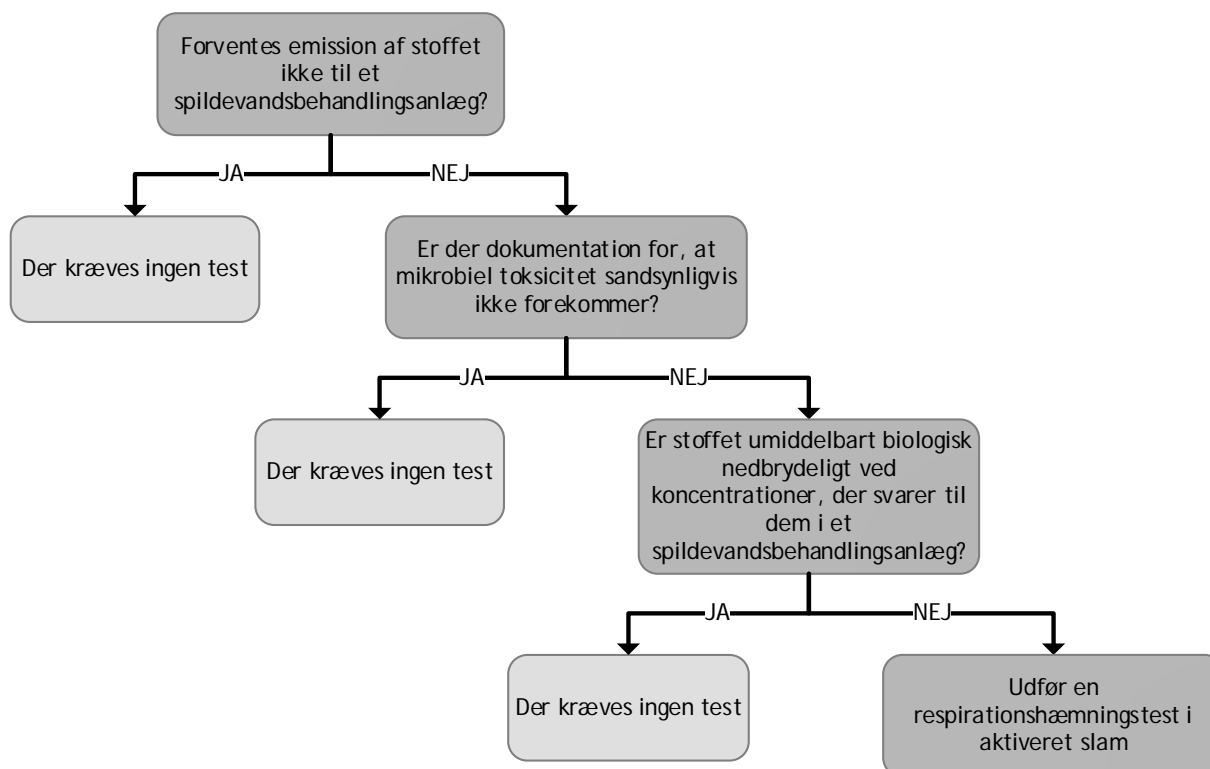 Forventes emission af stoffet
ikke til et
spildevandsbehandlingsanlæg?
JA
NEJ
Der kræves ingen test
Er der dokumentation for, at
mikrobiel toksicitet sandsynligvis
ikke forekommer?
JA
NEJ
Der kræves ingen test
Er stoffet umiddelbart biologisk
nedbrydeligt ved
koncentrationer, der svarer til
dem i et
spildevandsbehandlingsanlæg?
JA
NEJ
Der kræves ingen test
Udfør en
respirationshæmningstest i
aktiveret slam